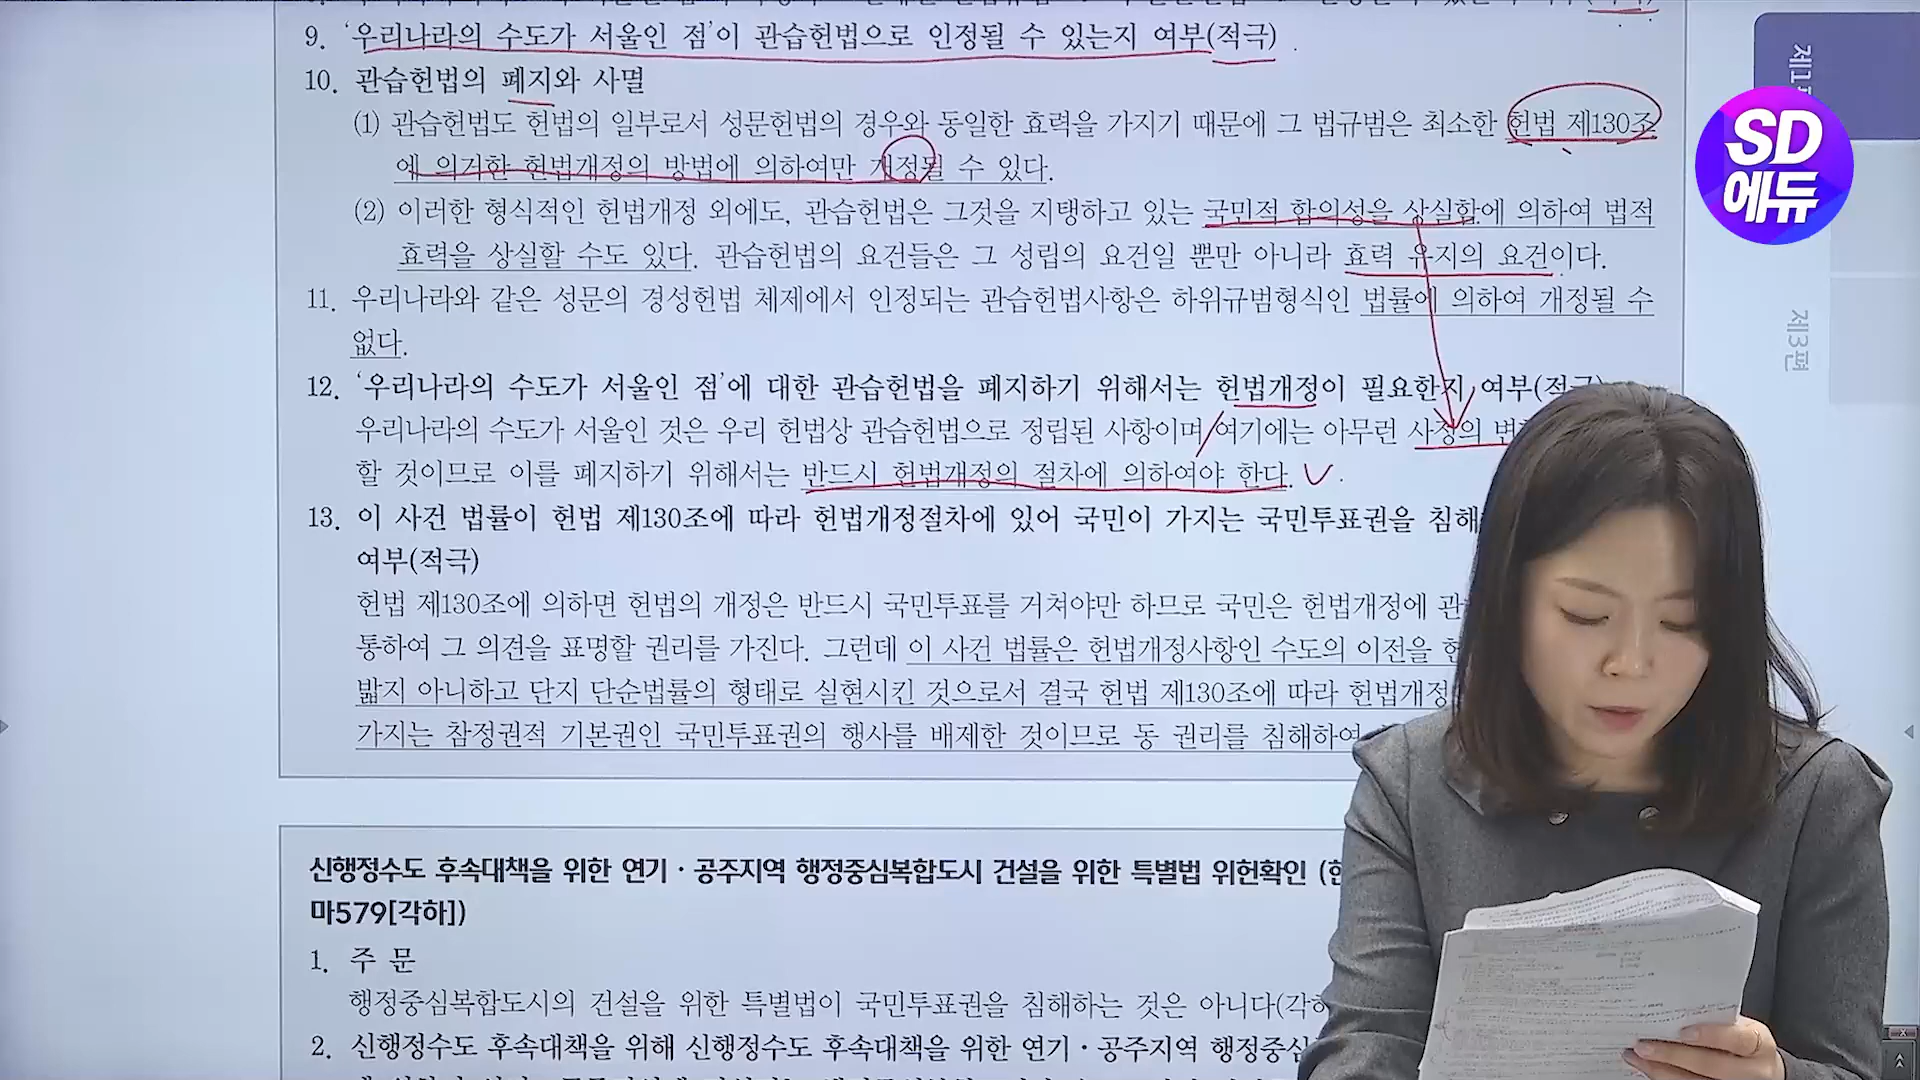 9. '우리나라의 수도가 서울인 점'이 관습헌법으로 인정될 수 있는지 여부(적극)
10. 관습헌법의 폐지와 사멸
(1) 관습헌법도 헌법의 일부로서 성문헌법의 경우와 동일한 효력을 가지기 때문에 그 법규범은 최소한 헌법 제130조
에 의거한 헌법개정의 방법에 의하여만 개정될 수 있다.
(2) 이러한 형식적인 헌법개정 외에도, 관습헌법은 그것을 지탱하고 있는 국민적 합의성을 상실함에 의하여 법적
효력을 상실할 수도 있다. 관습헌법의 요건들은 그 성립의 요건일 뿐만 아니라 효력 유지의 요건이다.
11. 우리나라와 같은 성문의 경성헌법 체제에서 인정되는 관습헌법사항은 하위규범형식인 법률에 의하여 개정될 수
없다.
12. '우리나라의 수도가 서울인 점'에 대한 관습헌법을 폐지하기 위해서는 헌법개정이 필요한지 여부(적극)
우리나라의 수도가 서울인 것은 우리 헌법상 관습헌법으로 정립된 사항이며 여기에는 아무런 사정의
할 것이므로 이를 폐지하기 위해서는 반드시 헌법개정의 절차에 의하여야 한다.
13. 이 사건 법률이 헌법 제130조에 따라 헌법개정절차에 있어 국민이 가지는 국민투표권을 침해
여부(적극)
헌법 제130조에 의하면 헌법의 개정은 반드시 국민투표를 거쳐야만 하므로 국민은 헌법개정에
통하여 그 의견을 표명할 권리를 가진다. 그런데 이 사건 법률은 헌법개정사항인 수도의 이전을
밟지 아니하고 단지 단순법률의 형태로 실현시킨 것으로서 결국 헌법 제130조에 따라 헌법개정
가지는 참정권적 기본권인 국민투표권의 행사를 배제한 것이므로 동 권리를 침해하여
신행정수도 후속대책을 위한 연기·공주지역 행정중심복합도시 건설을 위한 특별법 위헌확인
마579[각하])
1. 주 문
행정중심복합도시의 건설을 위한 특별법이 국민투표권을 침해하는 것은 아니다(각하
2. 신행정수도 후속대책을 위해 신행정수도 후속대책을 위한 연기·공주지역 행정중심
SD
에듀
제3편